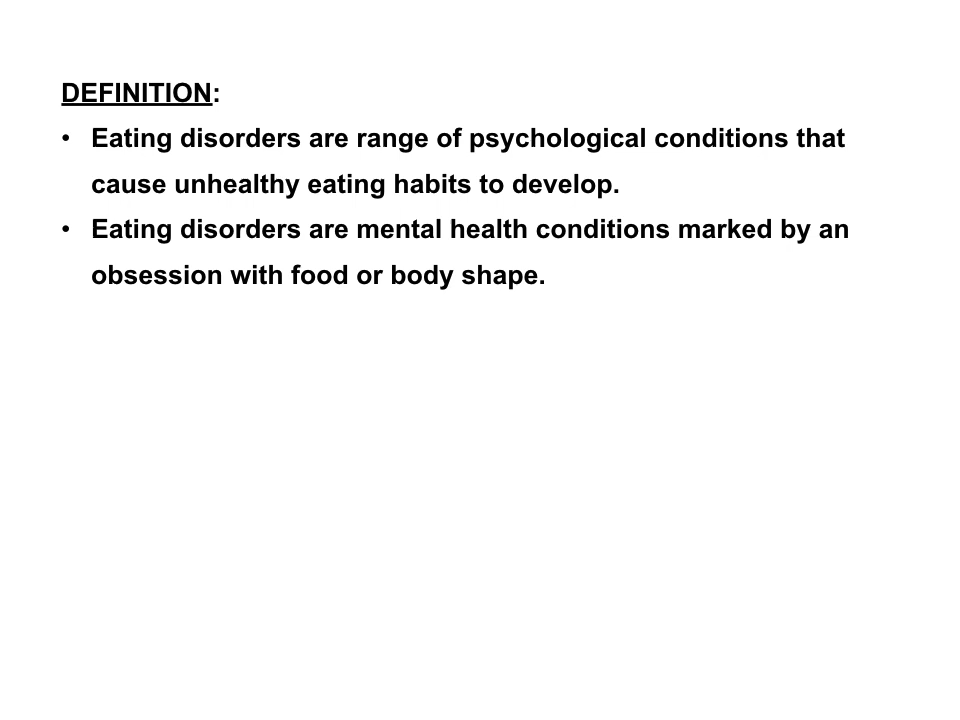 DEFINITION:
• Eating disorders are range of psychological conditions that
cause unhealthy eating habits to develop.
• Eating disorders are mental health conditions marked by an
obsession with food or body shape.